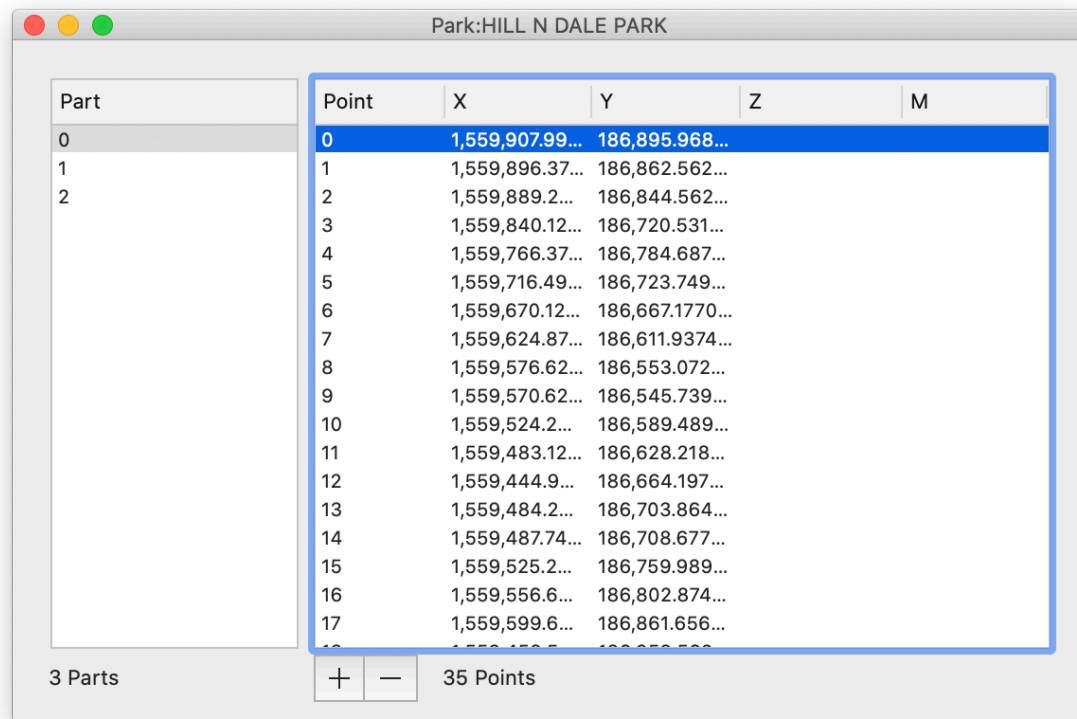 Park:HILL N DALE PARK
Part
0
1
2
Point X Y Z M
0 1,559,907.99... 186,895.968...
1 1,559,896.37... 186,862.562...
2 1,559,889.2... 186,844.562...
3 1,559,840.12... 186,720.531...
4 1,559,766.37... 186,784.687...
5 1,559,716.49... 186,723.749...
6 1,559,670.12... 186,667.1770...
7 1,559,624.87... 186,611.9374...
8 1,559,576.62... 186,553.072...
9 1,559,570.62... 186,545.739...
10 1,559,524.2... 186,589.489...
11 1,559,483.12... 186,628.218...
12 1,559,444.9... 186,664.197...
13 1,559,484.2... 186,703.864...
14 1,559,487.74... 186,708.677...
15 1,559,525.2... 186,759.989...
16 1,559,556.6... 186,802.874...
17 1,559,599.6... 186,861.656...
3 Parts
+ − 35 Points